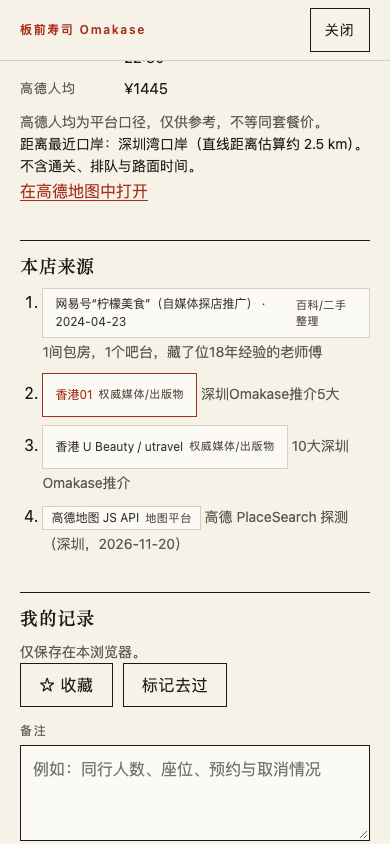 板前寿司 Omakase
关闭
高德人均
¥1445
高德人均为平台口径，仅供参考，不等同套餐价。
距离最近口岸：深圳湾口岸（直线距离估算约 2.5 km）。
不含通关、排队与路面时间。
在高德地图中打开
本店来源
1. 网易号“柠檬美食”（自媒体探店推广） · 百科/二手
2024-04-23 整理
1间包房，1个吧台，藏了位18年经验的老师傅
2. 香港01 权威媒体/出版物 深圳Omakase推介5大
3. 香港 U Beauty / utravel 权威媒体/出版物 10大深圳
Omakase推介
4. 高德地图 JS API 地图平台 高德 PlaceSearch 探测
（深圳，2026-11-20）
我的记录
仅保存在本浏览器。
☆ 收藏
标记去过
备注
例如：同行人数、座位、预约与取消情况